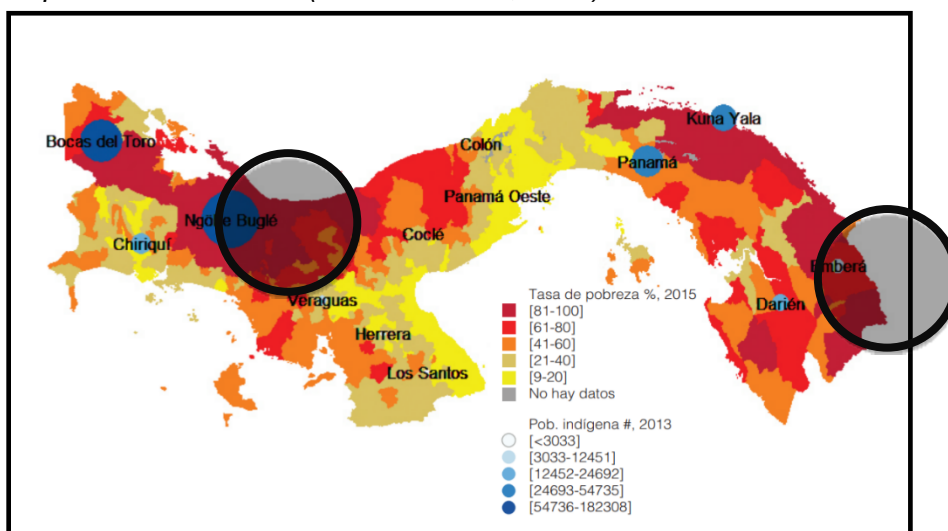 Bocas del Toro
Kuna Yala
Colón
Panamá
Panamá Oeste
Ngöbe Buglé
Coclé
Chiriquí
Emberá
Veraguas
Darién
Herrera
Los Santos
Tasa de pobreza %, 2015
[81-100]
[61-80]
[41-60]
[21-40]
[9-20]
No hay datos
Pob. indígena #, 2013
[<3033]
[3033-12451]
[12452-24692]
[24693-54735]
[54736-182308]